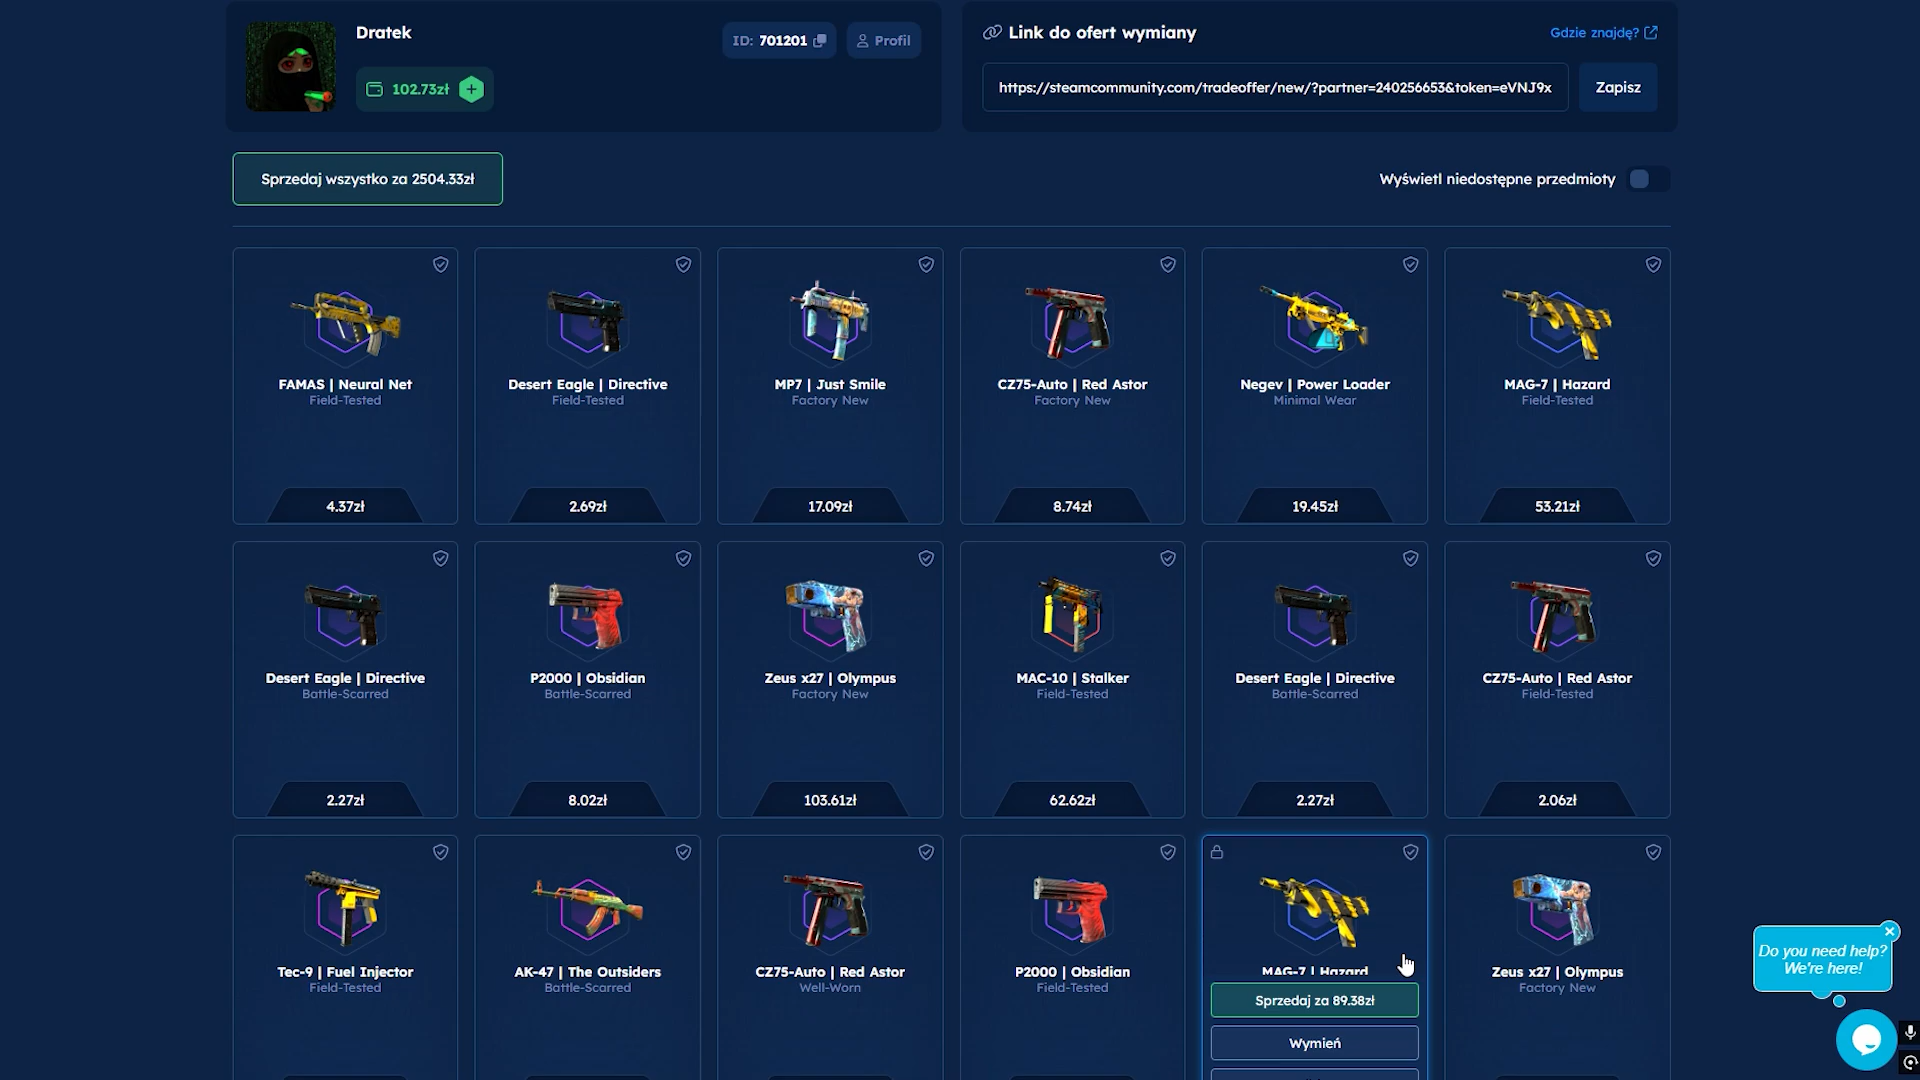 Dratek
ID: 701201
Profil
102.73zł
Link do ofert wymiany
Gdzie znajdę?
https://steamcommunity.com/tradeoffer/new/?partner=240256653&token=eVNJ9x
Zapisz
Sprzedaj wszystko za 2504.33zł
Wyświetl niedostępne przedmioty
FAMAS | Neural Net
Field-Tested
4.37zł
Desert Eagle | Directive
Field-Tested
2.69zł
MP7 | Just Smile
Factory New
17.09zł
CZ75-Auto | Red Astor
Factory New
8.74zł
Negev | Power Loader
Minimal Wear
19.45zł
MAG-7 | Hazard
Field-Tested
53.21zł
Desert Eagle | Directive
Battle-Scarred
2.27zł
P2000 | Obsidian
Battle-Scarred
8.02zł
Zeus x27 | Olympus
Factory New
103.61zł
MAC-10 | Stalker
Field-Tested
62.62zł
Desert Eagle | Directive
Battle-Scarred
2.27zł
CZ75-Auto | Red Astor
Field-Tested
2.06zł
Tec-9 | Fuel Injector
Field-Tested
AK-47 | The Outsiders
Battle-Scarred
CZ75-Auto | Red Astor
Well-Worn
P2000 | Obsidian
Field-Tested
MAG-7 | Hazard
Sprzedaj za 89.38zł
Wymień
Zeus x27 | Olympus
Factory New
Do you need help?
We're here!